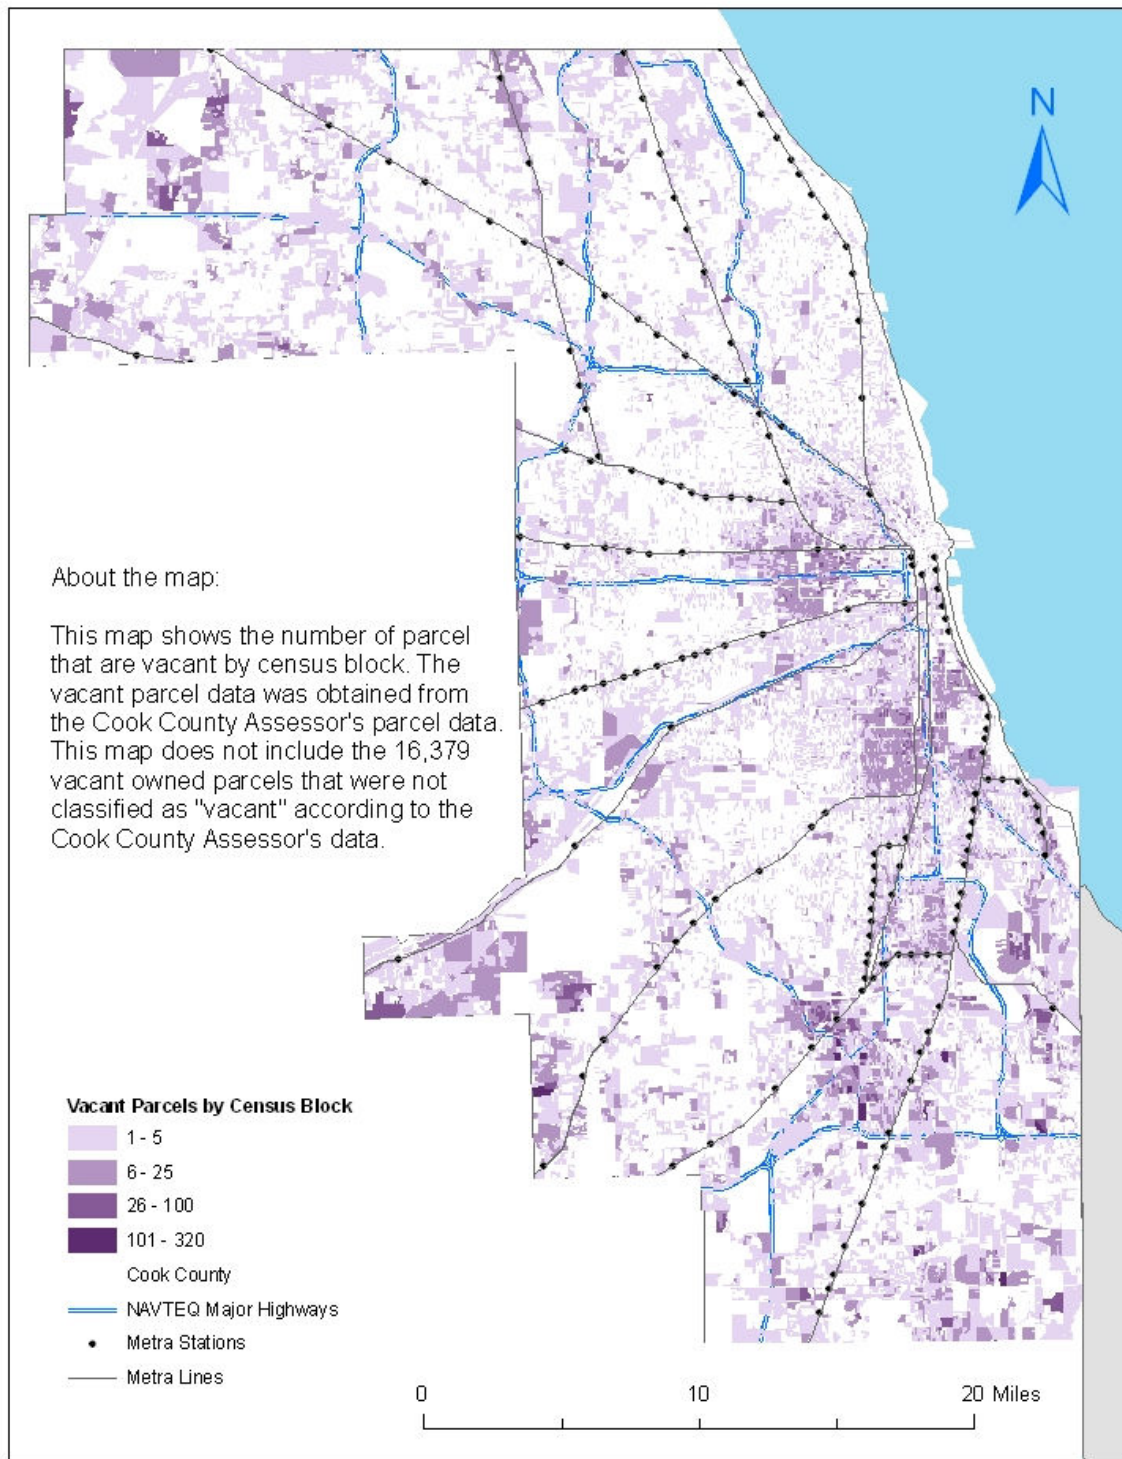 N
About the map:
This map shows the number of parcel
that are vacant by census block. The
vacant parcel data was obtained from
the Cook County Assessor's parcel data.
This map does not include the 16,379
vacant owned parcels that were not
classified as "vacant" according to the
Cook County Assessor's data.
Vacant Parcels by Census Block
1 - 5
6 - 25
26 - 100
101 - 320
Cook County
NAVTEQ Major Highways
Metra Stations
Metra Lines
0 10 20 Miles